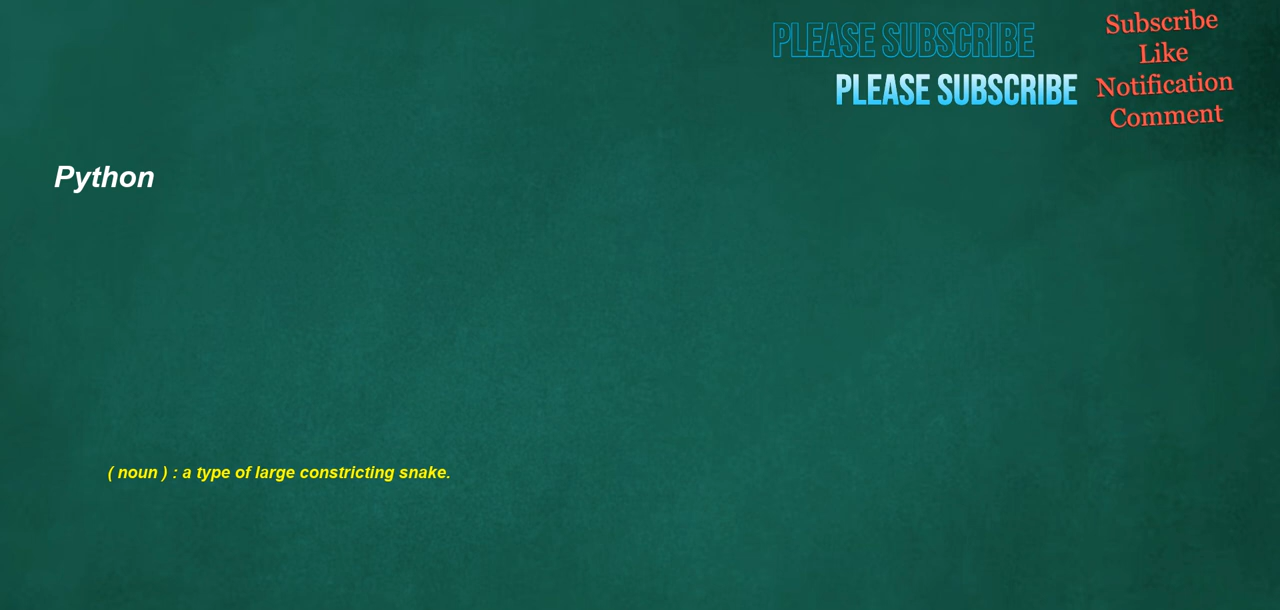 PLEASE SUBSCRIBE
PLEASE SUBSCRIBE
Subscribe
Like
Notification
Comment
Python
( noun ) : a type of large constricting snake.